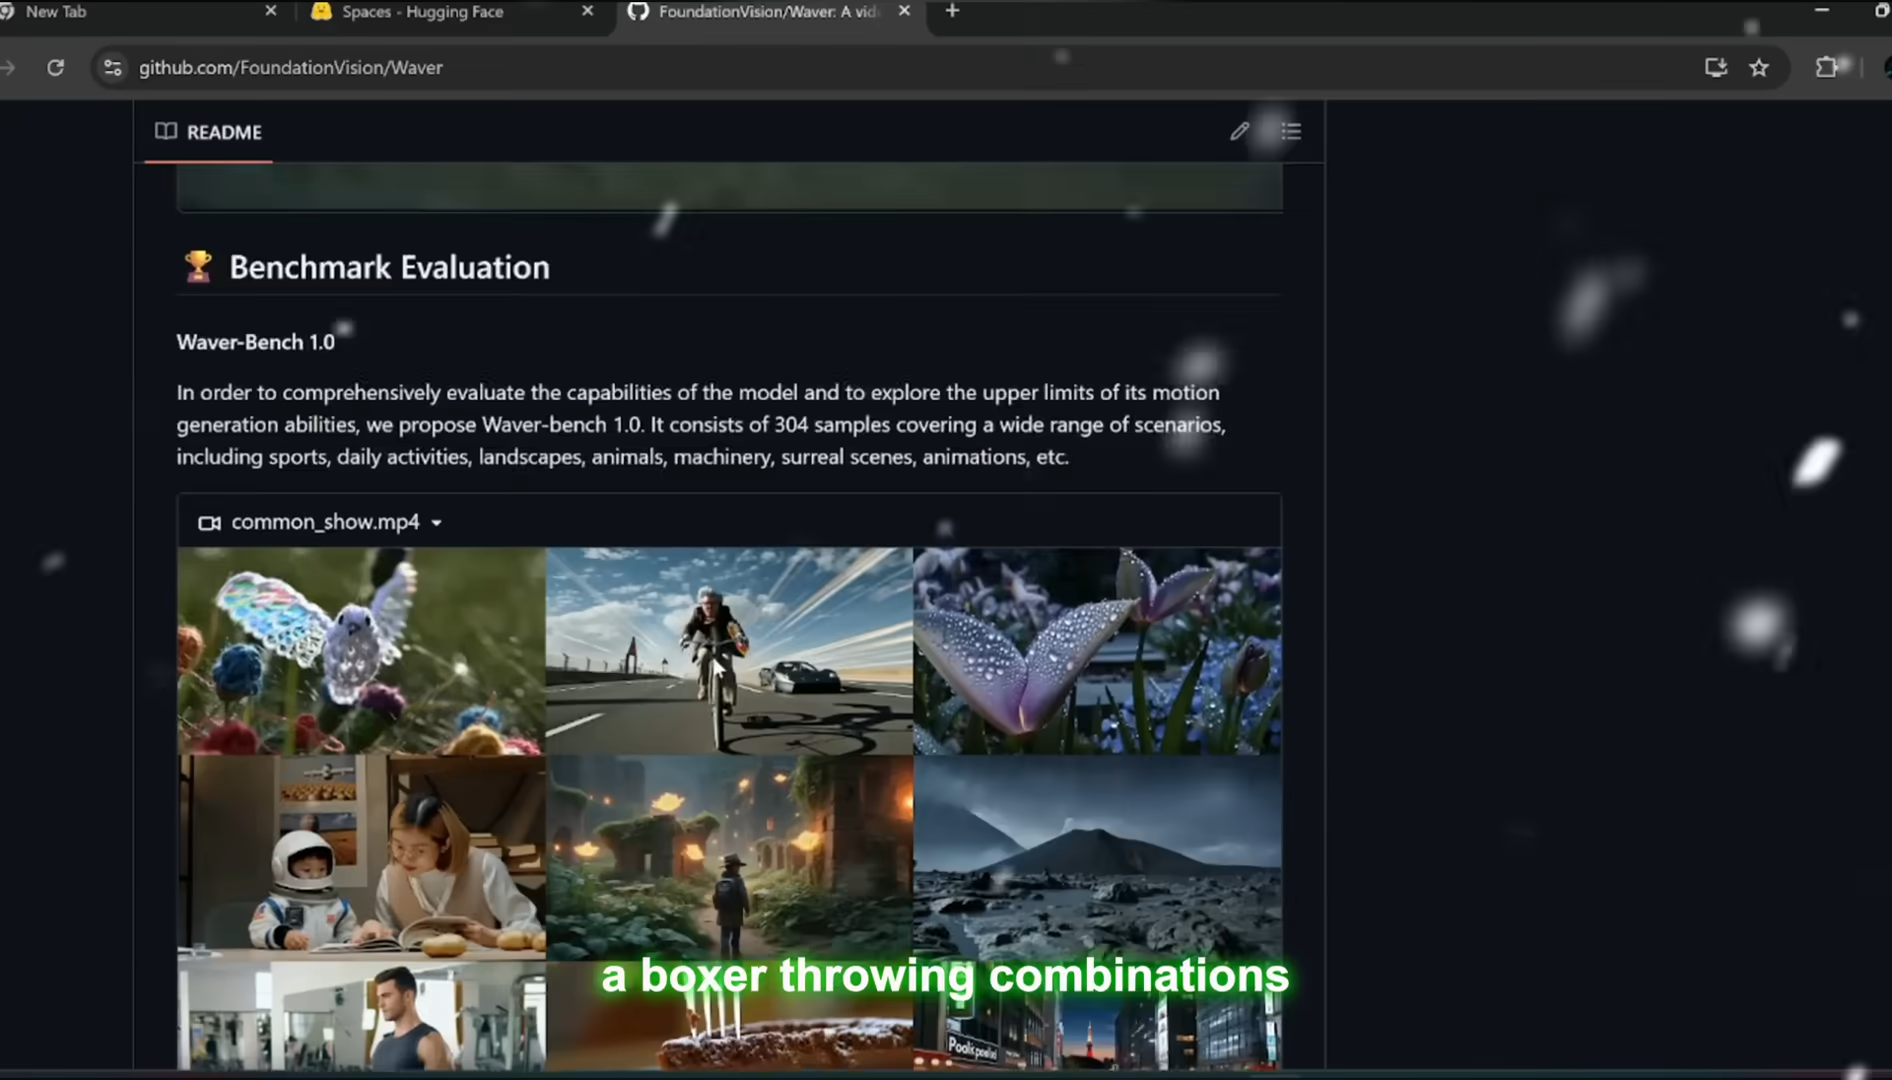 New Tab
Spaces - Hugging Face
FoundationVision/Waver: A vid
github.com/FoundationVision/Waver
README
Benchmark Evaluation
Waver-Bench 1.0
In order to comprehensively evaluate the capabilities of the model and to explore the upper limits of its motion
generation abilities, we propose Waver-bench 1.0. It consists of 304 samples covering a wide range of scenarios,
including sports, daily activities, landscapes, animals, machinery, surreal scenes, animations, etc.
common_show.mp4
a boxer throwing combinations